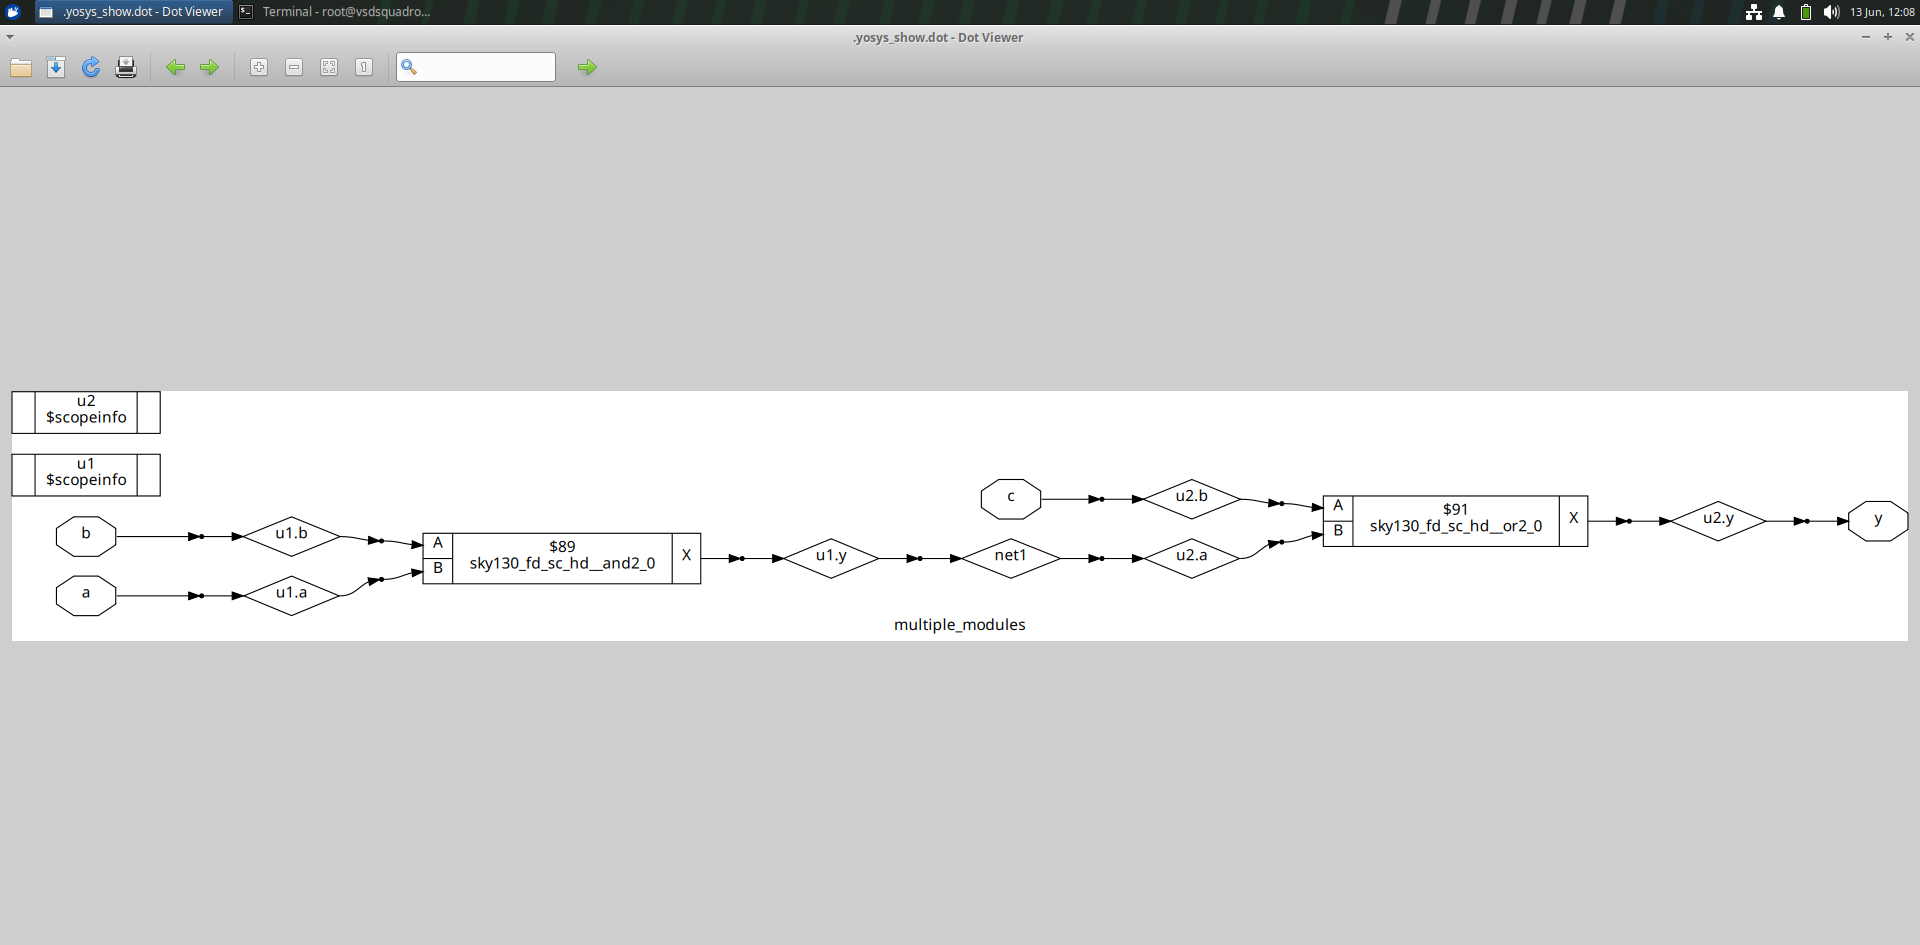 .yosys_show.dot - Dot Viewer
Terminal - root@vsdsquadro...
13 Jun, 12:08
.yosys_show.dot - Dot Viewer
1
u2
$scopeinfo
u1
$scopeinfo
b
u1.b
a
u1.a
A
B
$89
sky130_fd_sc_hd__and2_0
X
u1.y
net1
c
u2.b
u2.a
A
B
$91
sky130_fd_sc_hd__or2_0
X
u2.y
y
multiple_modules